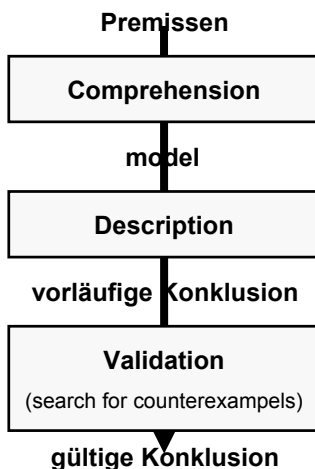 Premissen
Comprehension
model
Description
vorläufige Konklusion
Validation
(search for counterexampels)
gültige Konklusion